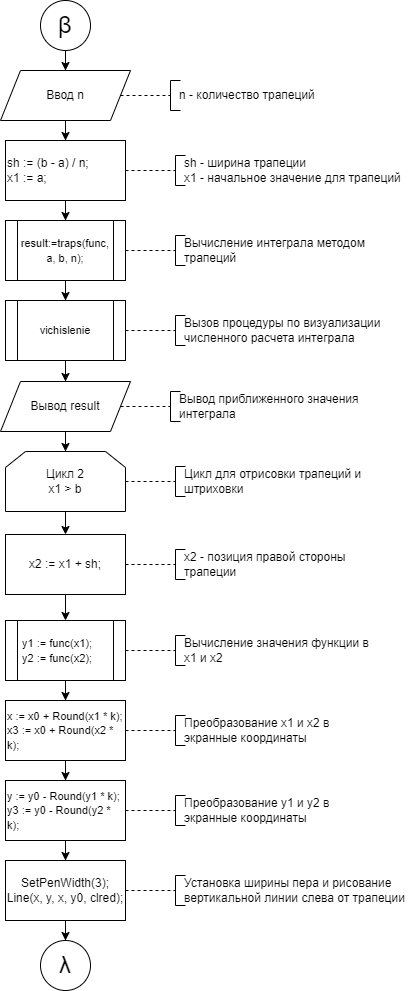 β
Ввод n
n - количество трапеций
sh := (b - a) / n;
x1 := a;
sh - ширина трапеции
x1 - начальное значение для трапеций
result:=traps(func,
a, b, n);
Вычисление интеграла методом
трапеций
vichislenie
Вызов процедуры по визуализации
численного расчета интеграла
Вывод result
Вывод приближенного значения
интеграла
Цикл 2
x1 > b
Цикл для отрисовки трапеций и
штриховки
x2 := x1 + sh;
x2 - позиция правой стороны
трапеции
y1 := func(x1);
y2 := func(x2);
Вычисление значения функции в
x1 и x2
x := x0 + Round(x1 * k);
x3 := x0 + Round(x2 *
k);
Преобразование x1 и x2 в
экранные координаты
y := y0 - Round(y1 * k);
y3 := y0 - Round(y2 *
k);
Преобразование y1 и y2 в
экранные координаты
SetPenWidth(3);
Line(x, y, x, y0, clred);
Установка ширины пера и рисование
вертикальной линии слева от трапеции
λ